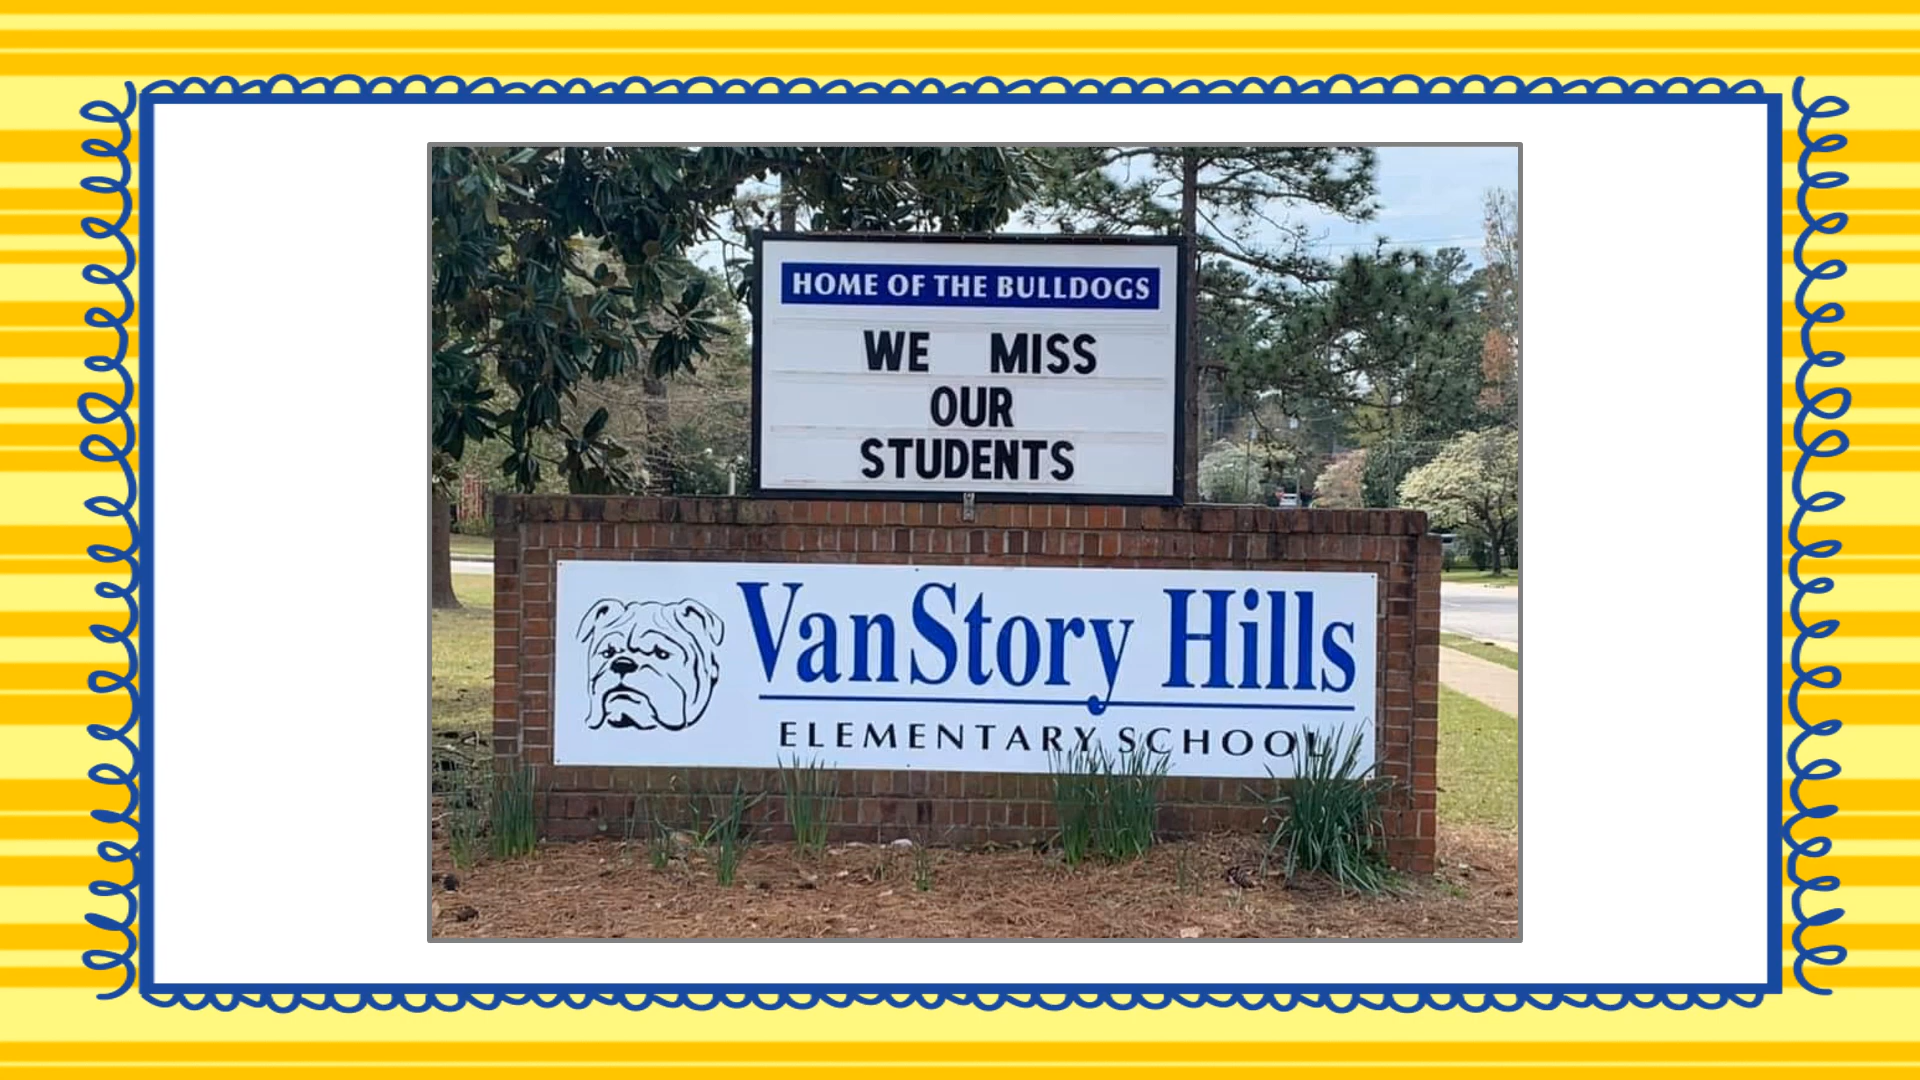 HOME OF THE BULLDOGS
WE MISS
OUR
STUDENTS
VanStory Hills
ELEMENTARY SCHOOL